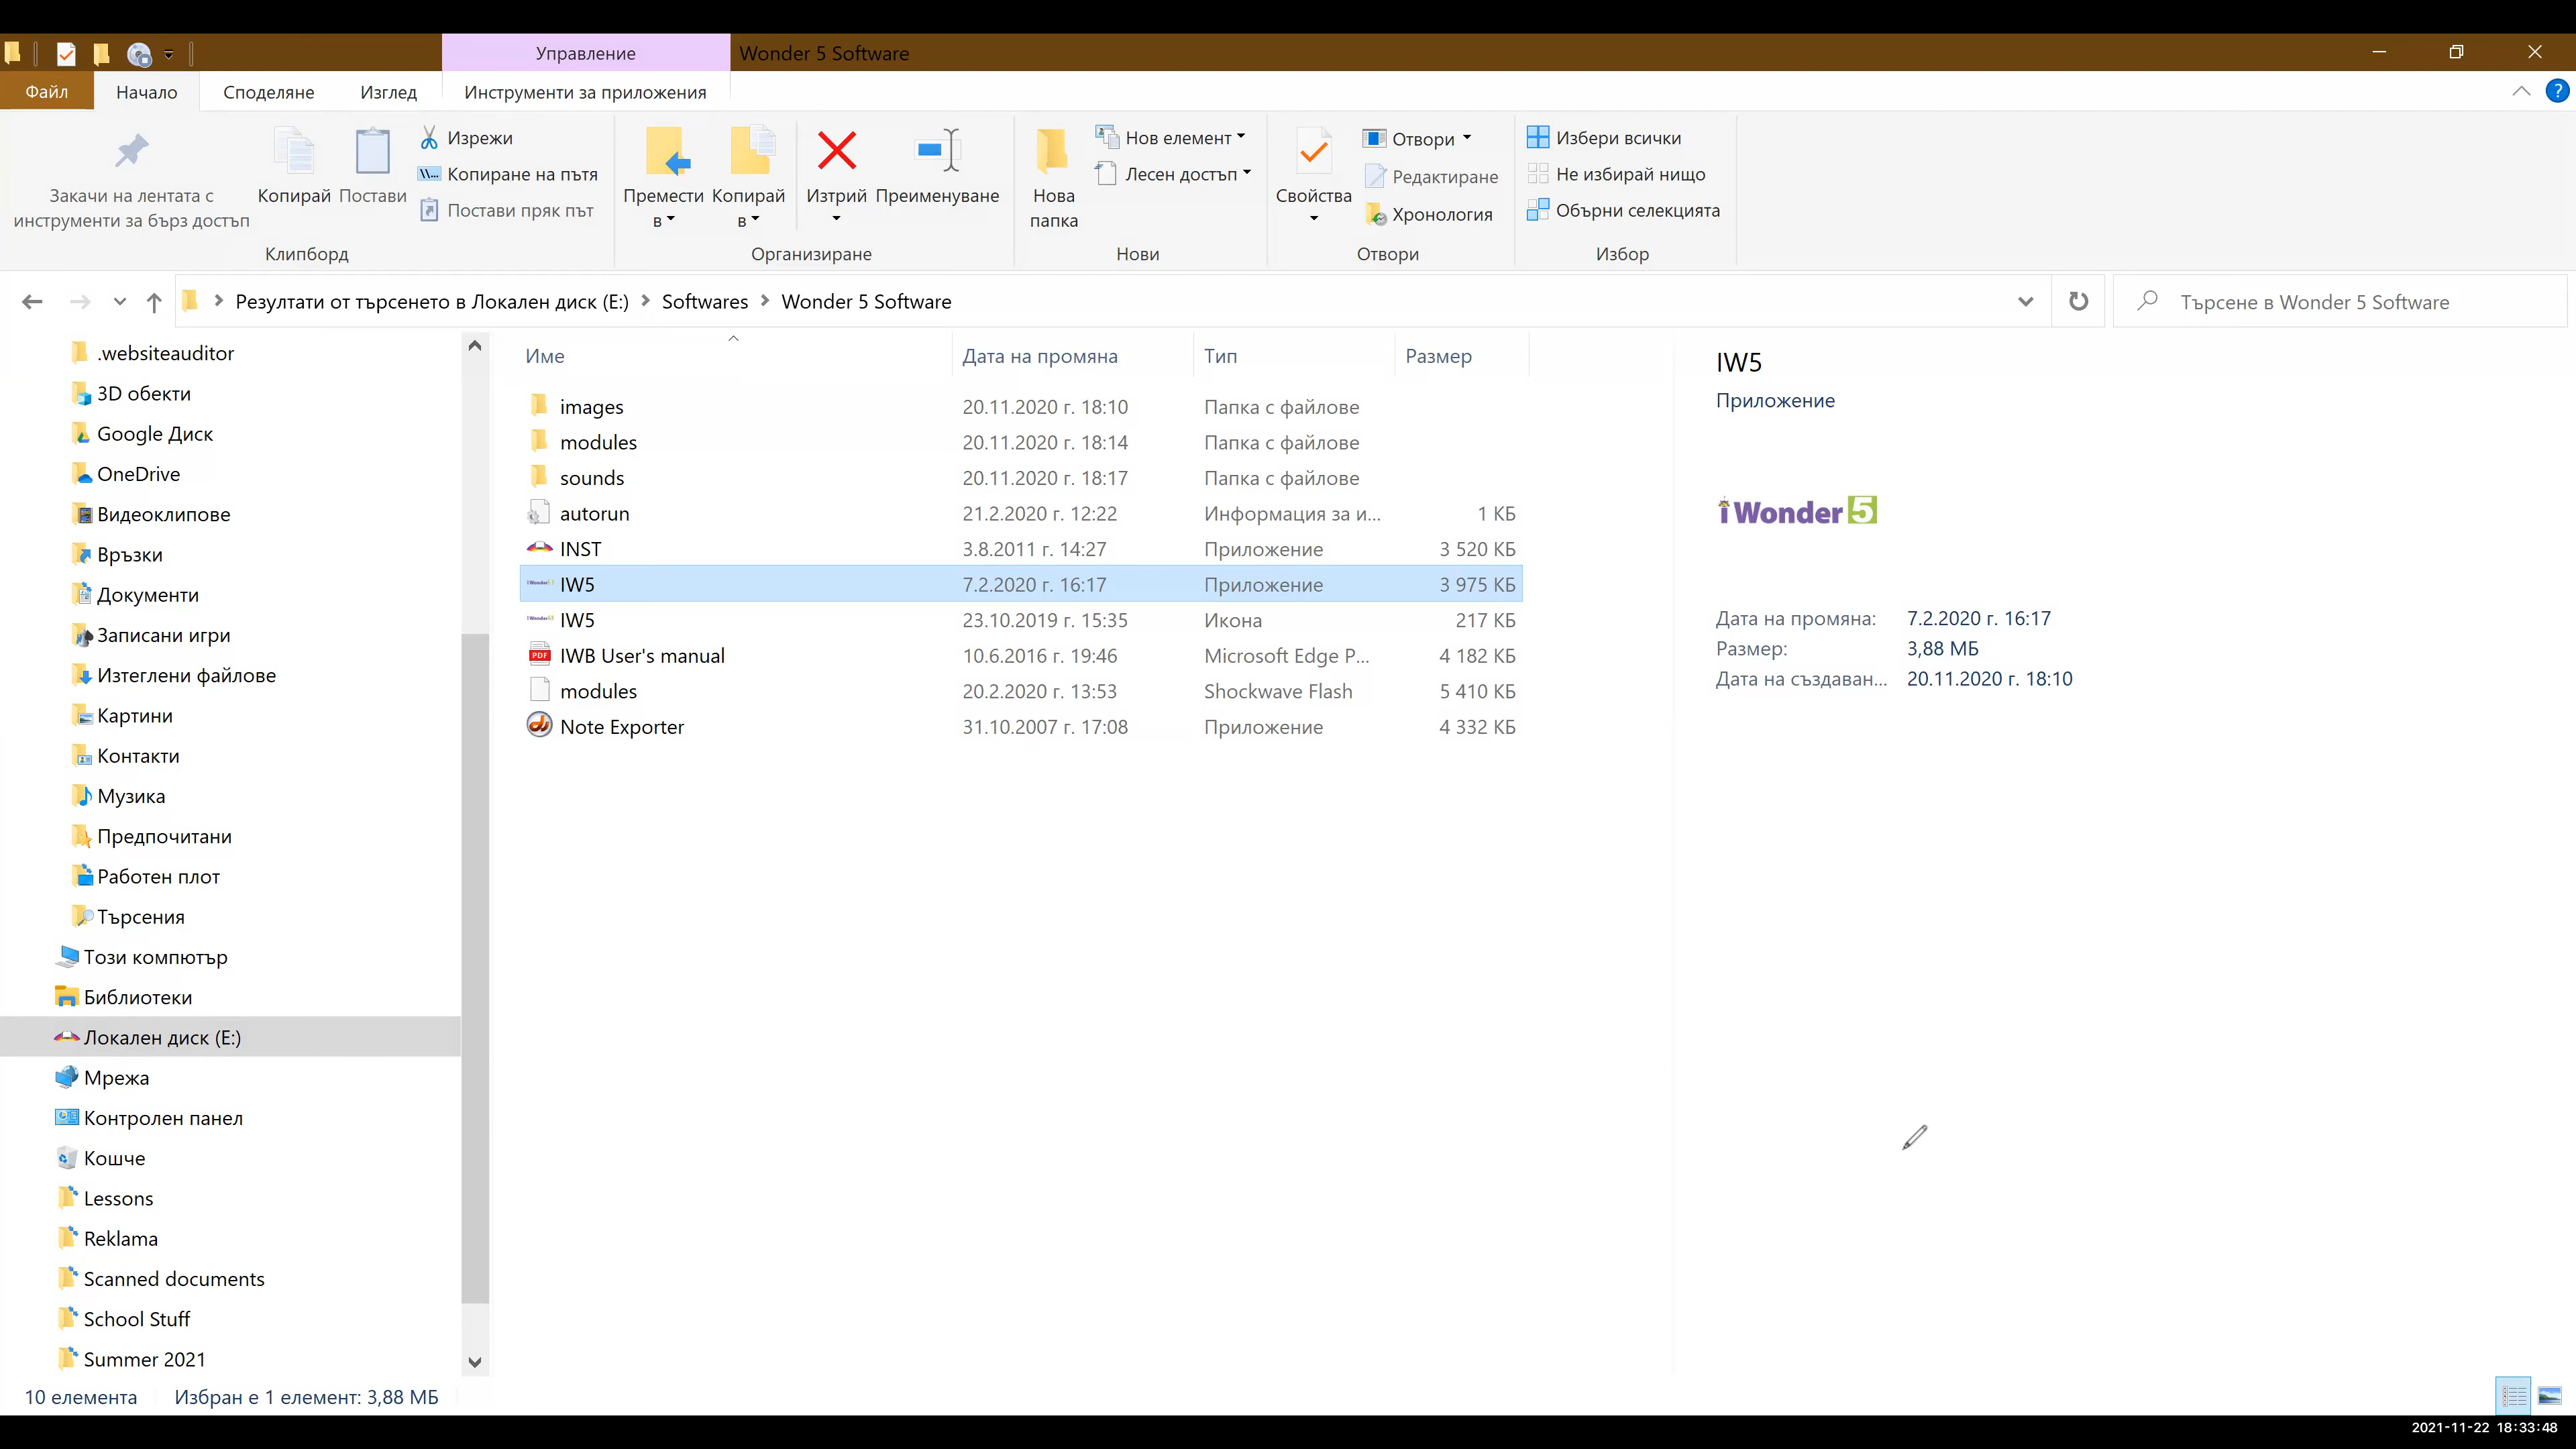 Управление
Wonder 5 Software
Файл
Начало
Споделяне
Изглед
Инструменти за приложения
Закачи на лентата с
инструменти за бърз достъп
Копирай
Постави
Изрежи
Копиране на пътя
Постави пряк път
Клипборд
Премести
в
Копирай
в
Изтрий
Преименуване
Организиране
Нова
папка
Нов елемент
Лесен достъп
Нови
Свойства
Отвори
Редактиране
Хронология
Отвори
Избери всички
Не избирай нищо
Обърни селекцията
Избор
Резултати от търсенето в Локален диск (E:) > Softwares > Wonder 5 Software
Търсене в Wonder 5 Software
.websiteauditor
3D обекти
Google Диск
OneDrive
Видеоклипове
Връзки
Документи
Записани игри
Изтеглени файлове
Картини
Контакти
Музика
Предпочитани
Работен плот
Търсения
Този компютър
Библиотеки
Локален диск (E:)
Мрежа
Контролен панел
Кошче
Lessons
Reklama
Scanned documents
School Stuff
Summer 2021
Име Дата на промяна Тип Размер
images 20.11.2020 г. 18:10 Папка с файлове
modules 20.11.2020 г. 18:14 Папка с файлове
sounds 20.11.2020 г. 18:17 Папка с файлове
autorun 21.2.2020 г. 12:22 Информация за и... 1 КБ
INST 3.8.2011 г. 14:27 Приложение 3 520 КБ
IW5 7.2.2020 г. 16:17 Приложение 3 975 КБ
IW5 23.10.2019 г. 15:35 Икона 217 КБ
IWB User's manual 10.6.2016 г. 19:46 Microsoft Edge P... 4 182 КБ
modules 20.2.2020 г. 13:53 Shockwave Flash 5 410 КБ
Note Exporter 31.10.2007 г. 17:08 Приложение 4 332 КБ
IW5
Приложение
iWonder 5
Дата на промяна: 7.2.2020 г. 16:17
Размер: 3,88 МБ
Дата на създаван... 20.11.2020 г. 18:10
10 елемента
Избран е 1 елемент: 3,88 МБ
2021-11-22 18:33:48